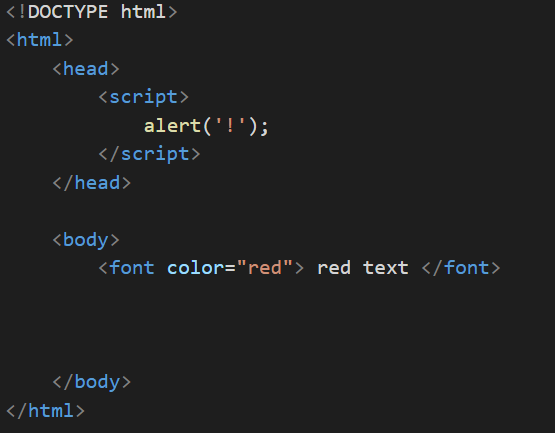 <!DOCTYPE html>
<html>
    <head>
        <script>
            alert('!');
        </script>
    </head>

    <body>
        <font color="red"> red text </font>

    </body>
</html>